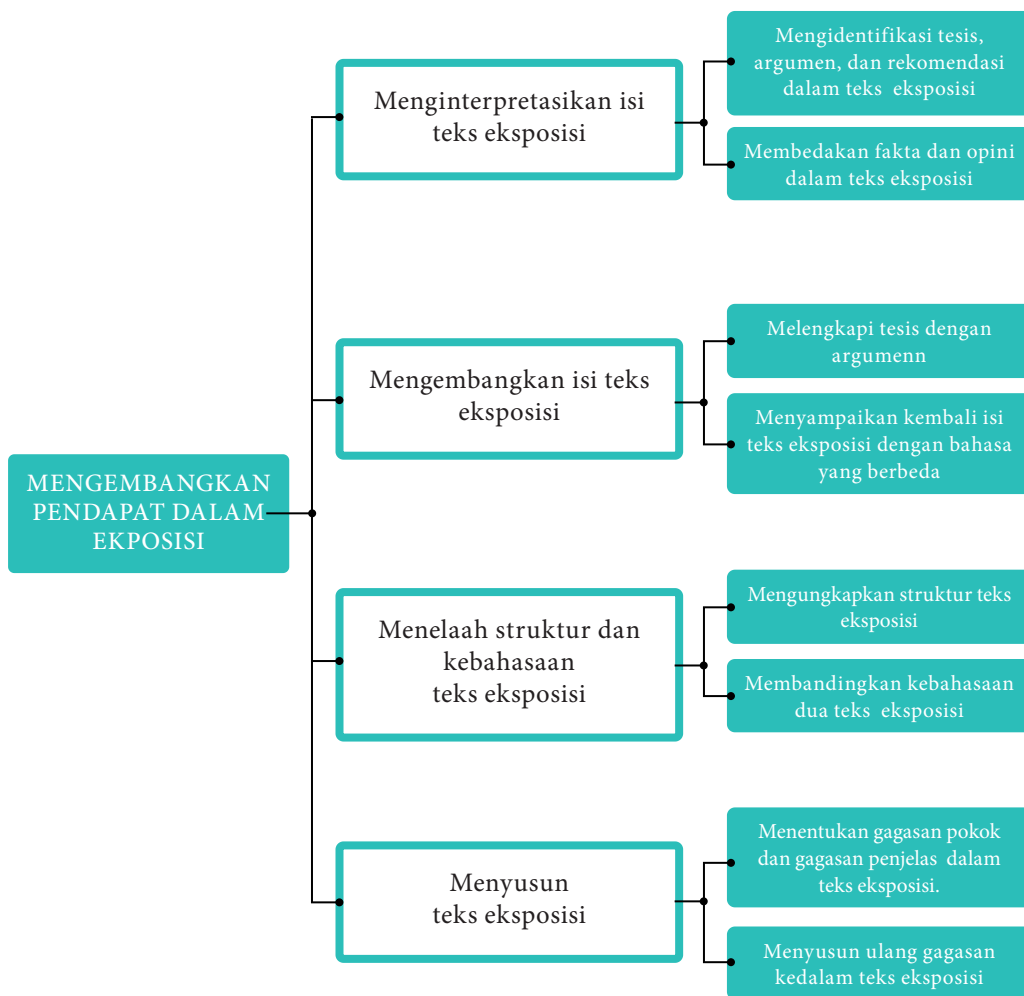 MENGEMBANGKAN
PENDAPAT DALAM
EKPOSISI
Menginterpretasikan isi
teks eksposisi
Mengidentifikasi tesis,
argumen, dan rekomendasi
dalam teks eksposisi
Membedakan fakta dan opini
dalam teks eksposisi
Mengembangkan isi teks
eksposisi
Melengkapi tesis dengan
argumenn
Menyampaikan kembali isi
teks eksposisi dengan bahasa
yang berbeda
Menelaah struktur dan
kebahasaan
teks eksposisi
Mengungkapkan struktur teks
eksposisi
Membandingkan kebahasaan
dua teks eksposisi
Menyusun
teks eksposisi
Menentukan gagasan pokok
dan gagasan penjelas dalam
teks eksposisi.
Menyusun ulang gagasan
kedalam teks eksposisi